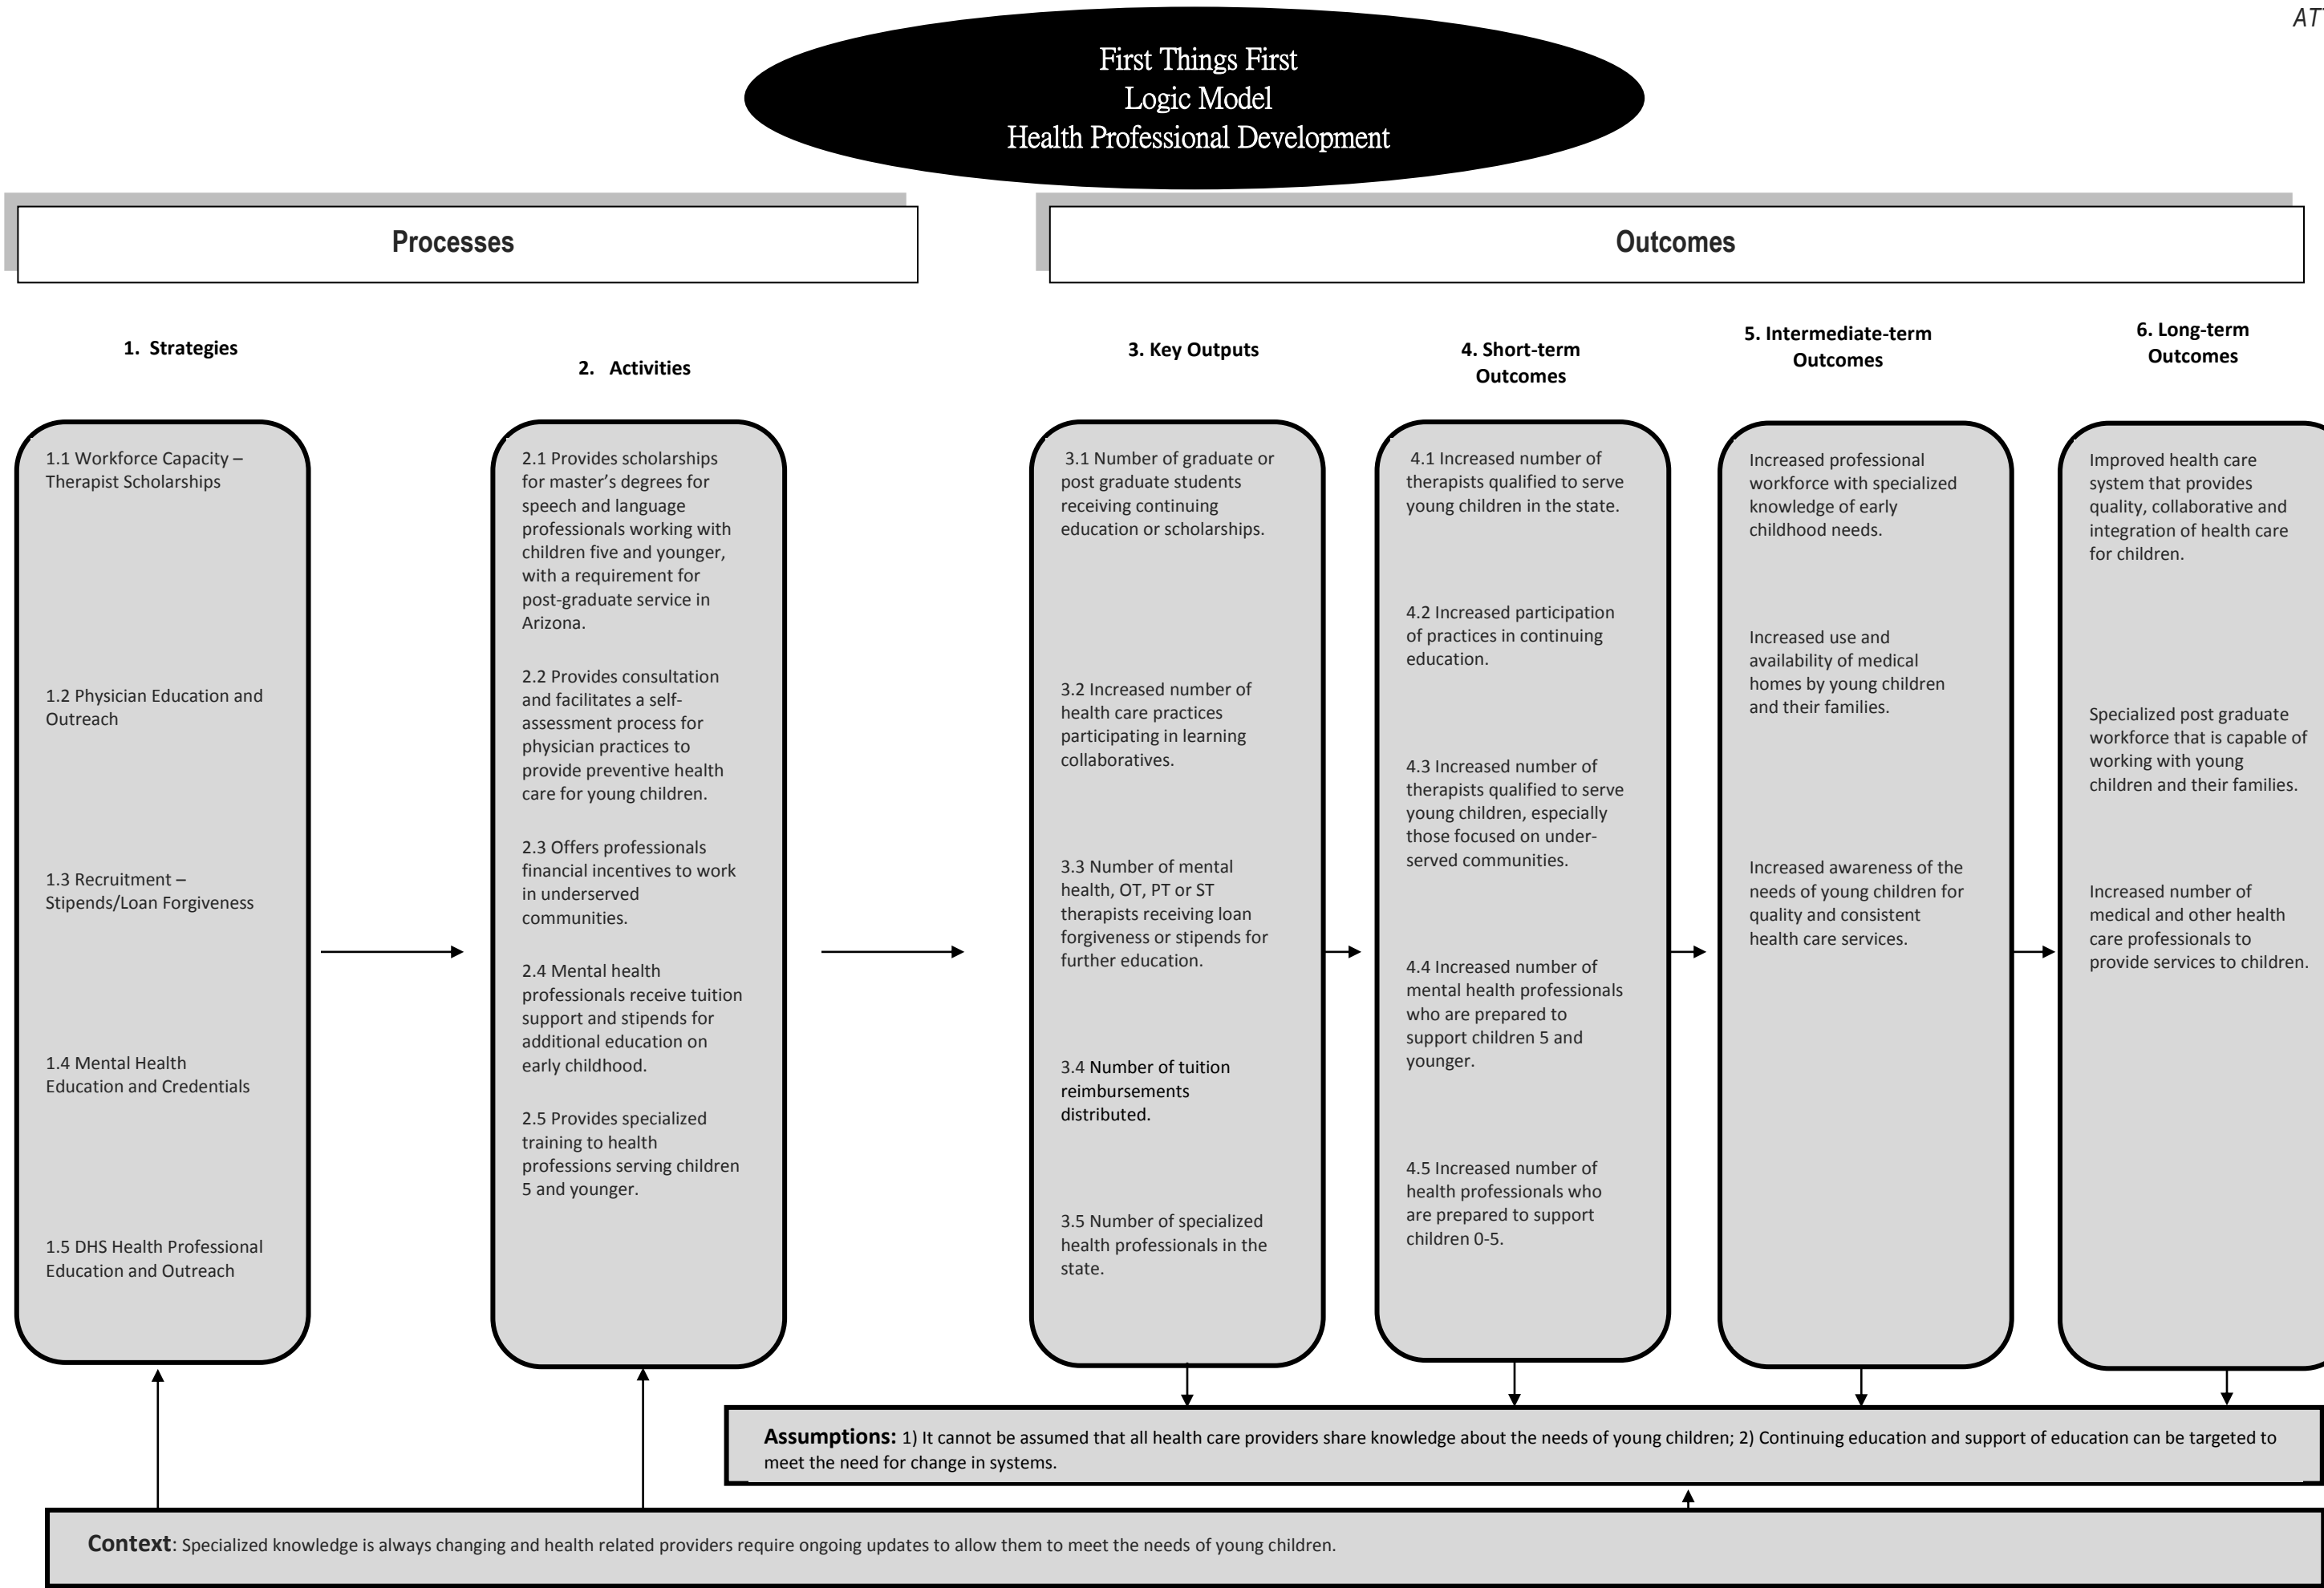 ATT
First Things First
Logic Model
Health Professional Development
Processes
Outcomes
1. Strategies
2. Activities
3. Key Outputs
4. Short-term
Outcomes
5. Intermediate-term
Outcomes
6. Long-term
Outcomes
1.1 Workforce Capacity –
Therapist Scholarships
1.2 Physician Education and
Outreach
1.3 Recruitment –
Stipends/Loan Forgiveness
1.4 Mental Health
Education and Credentials
1.5 DHS Health Professional
Education and Outreach
2.1 Provides scholarships
for master’s degrees for
speech and language
professionals working with
children five and younger,
with a requirement for
post-graduate service in
Arizona.
2.2 Provides consultation
and facilitates a self-
assessment process for
physician practices to
provide preventive health
care for young children.
2.3 Offers professionals
financial incentives to work
in underserved
communities.
2.4 Mental health
professionals receive tuition
support and stipends for
additional education on
early childhood.
2.5 Provides specialized
training to health
professions serving children
5 and younger.
3.1 Number of graduate or
post graduate students
receiving continuing
education or scholarships.
3.2 Increased number of
health care practices
participating in learning
collaboratives.
3.3 Number of mental
health, OT, PT or ST
therapists receiving loan
forgiveness or stipends for
further education.
3.4 Number of tuition
reimbursements
distributed.
3.5 Number of specialized
health professionals in the
state.
4.1 Increased number of
therapists qualified to serve
young children in the state.
4.2 Increased participation
of practices in continuing
education.
4.3 Increased number of
therapists qualified to serve
young children, especially
those focused on under-
served communities.
4.4 Increased number of
mental health professionals
who are prepared to
support children 5 and
younger.
4.5 Increased number of
health professionals who
are prepared to support
children 0-5.
Increased professional
workforce with specialized
knowledge of early
childhood needs.
Increased use and
availability of medical
homes by young children
and their families.
Increased awareness of the
needs of young children for
quality and consistent
health care services.
Improved health care
system that provides
quality, collaborative and
integration of health care
for children.
Specialized post graduate
workforce that is capable of
working with young
children and their families.
Increased number of
medical and other health
care professionals to
provide services to children.
Assumptions: 1) It cannot be assumed that all health care providers share knowledge about the needs of young children; 2) Continuing education and support of education can be targeted to
meet the need for change in systems.
Context: Specialized knowledge is always changing and health related providers require ongoing updates to allow them to meet the needs of young children.